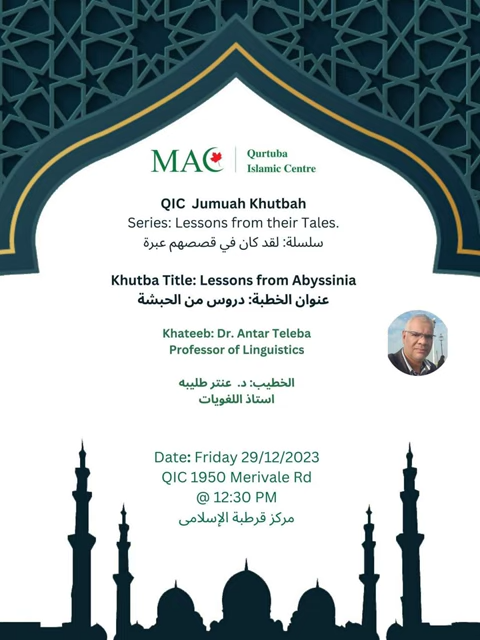 MAC
Qurtuba
Islamic Centre
QIC Jumuah Khutbah
Series: Lessons from their Tales.
سلسلة: لقد كان في قصصهم عبرة
Khutba Title: Lessons from Abyssinia
عنوان الخطبة: دروس من الحبشة
Khateeb: Dr. Antar Teleba
Professor of Linguistics
الخطيب: د. عنتر طليبه
استاذ اللغويات
Date: Friday 29/12/2023
QIC 1950 Merivale Rd
@ 12:30 PM
مركز قرطبة الإسلامى